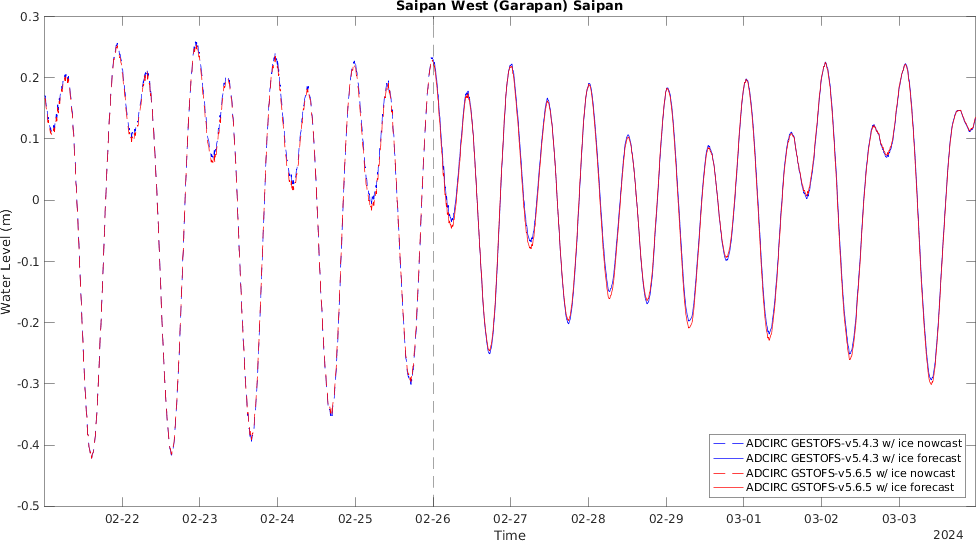 Saipan West (Garapan) Saipan
Water Level (m)
0.3
0.2
0.1
0
-0.1
-0.2
-0.3
-0.4
-0.5
ADCIRC GESTOFS-v5.4.3 w/ ice nowcast
ADCIRC GESTOFS-v5.4.3 w/ ice forecast
ADCIRC GSTOFS-v5.6.5 w/ ice nowcast
ADCIRC GSTOFS-v5.6.5 w/ ice forecast
02-22 02-23 02-24 02-25 02-26 02-27 02-28 02-29 03-01 03-02 03-03
Time
2024